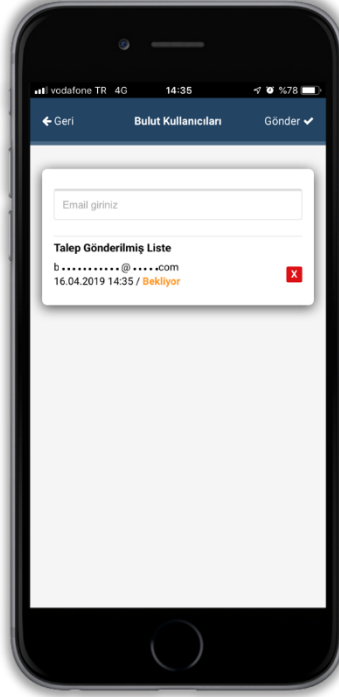 vodafone TR 4G 14:35 %78
Geri Bulut Kullanıcıları Gönder
Email giriniz
Talep Gönderilmiş Liste
b•••••••••••@•••••com
16.04.2019 14:35 / Bekliyor X